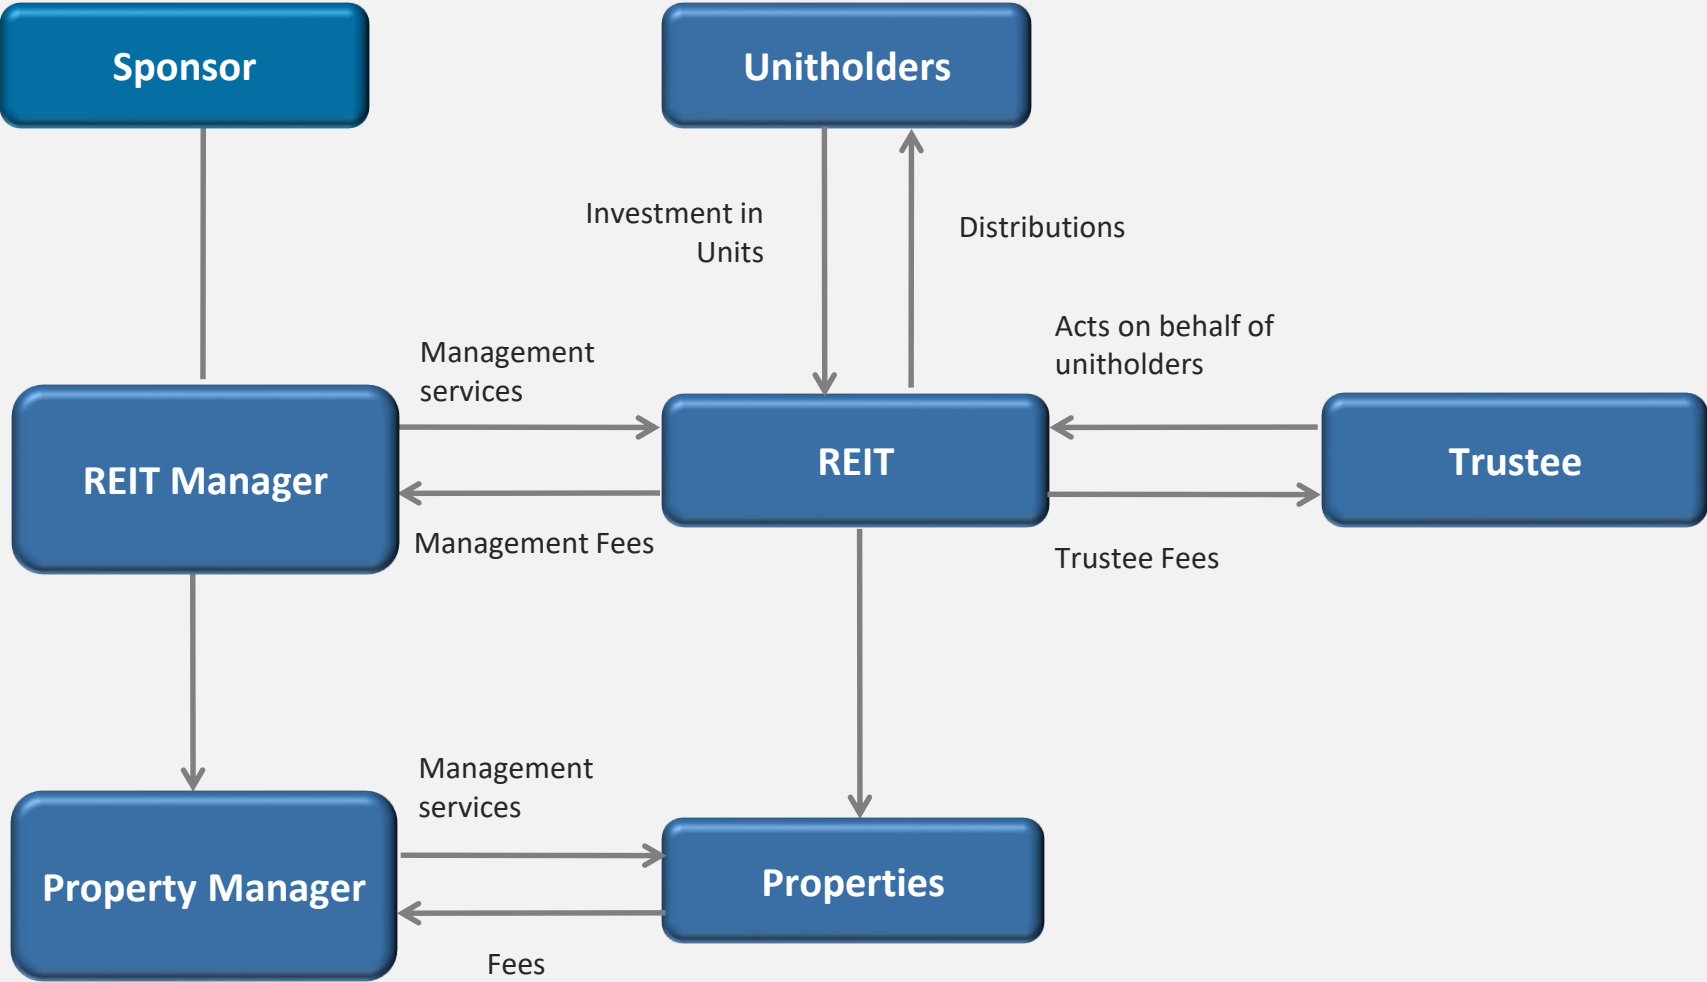 Sponsor
Unitholders
Investment in
Units
Distributions
Acts on behalf of
unitholders
Management
services
REIT Manager
REIT
Trustee
Management Fees
Trustee Fees
Management
services
Property Manager
Properties
Fees